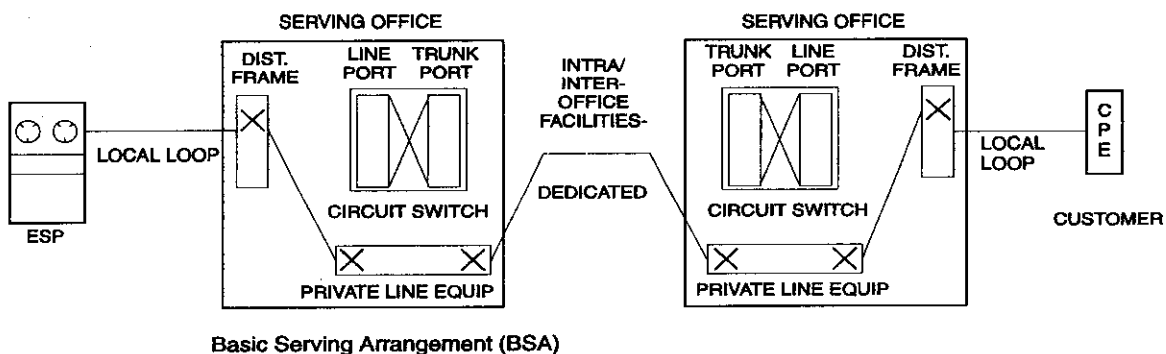 SERVING OFFICE
SERVING OFFICE
DIST.
FRAME
LINE
PORT
TRUNK
PORT
INTRA/
INTER-
OFFICE
FACILITIES-
TRUNK
PORT
LINE
PORT
DIST.
FRAME
CPE
LOCAL LOOP
LOCAL
LOOP
DEDICATED
CIRCUIT SWITCH
CIRCUIT SWITCH
ESP
CUSTOMER
PRIVATE LINE EQUIP
PRIVATE LINE EQUIP
Basic Serving Arrangement (BSA)